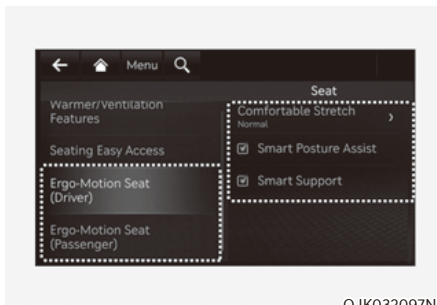 Menu
Seat
Warmer/Ventilation
Features
Seating Easy Access
Ergo-Motion Seat
(Driver)
Ergo-Motion Seat
(Passenger)
Comfortable Stretch
Normal
Smart Posture Assist
Smart Support
OJK032097N